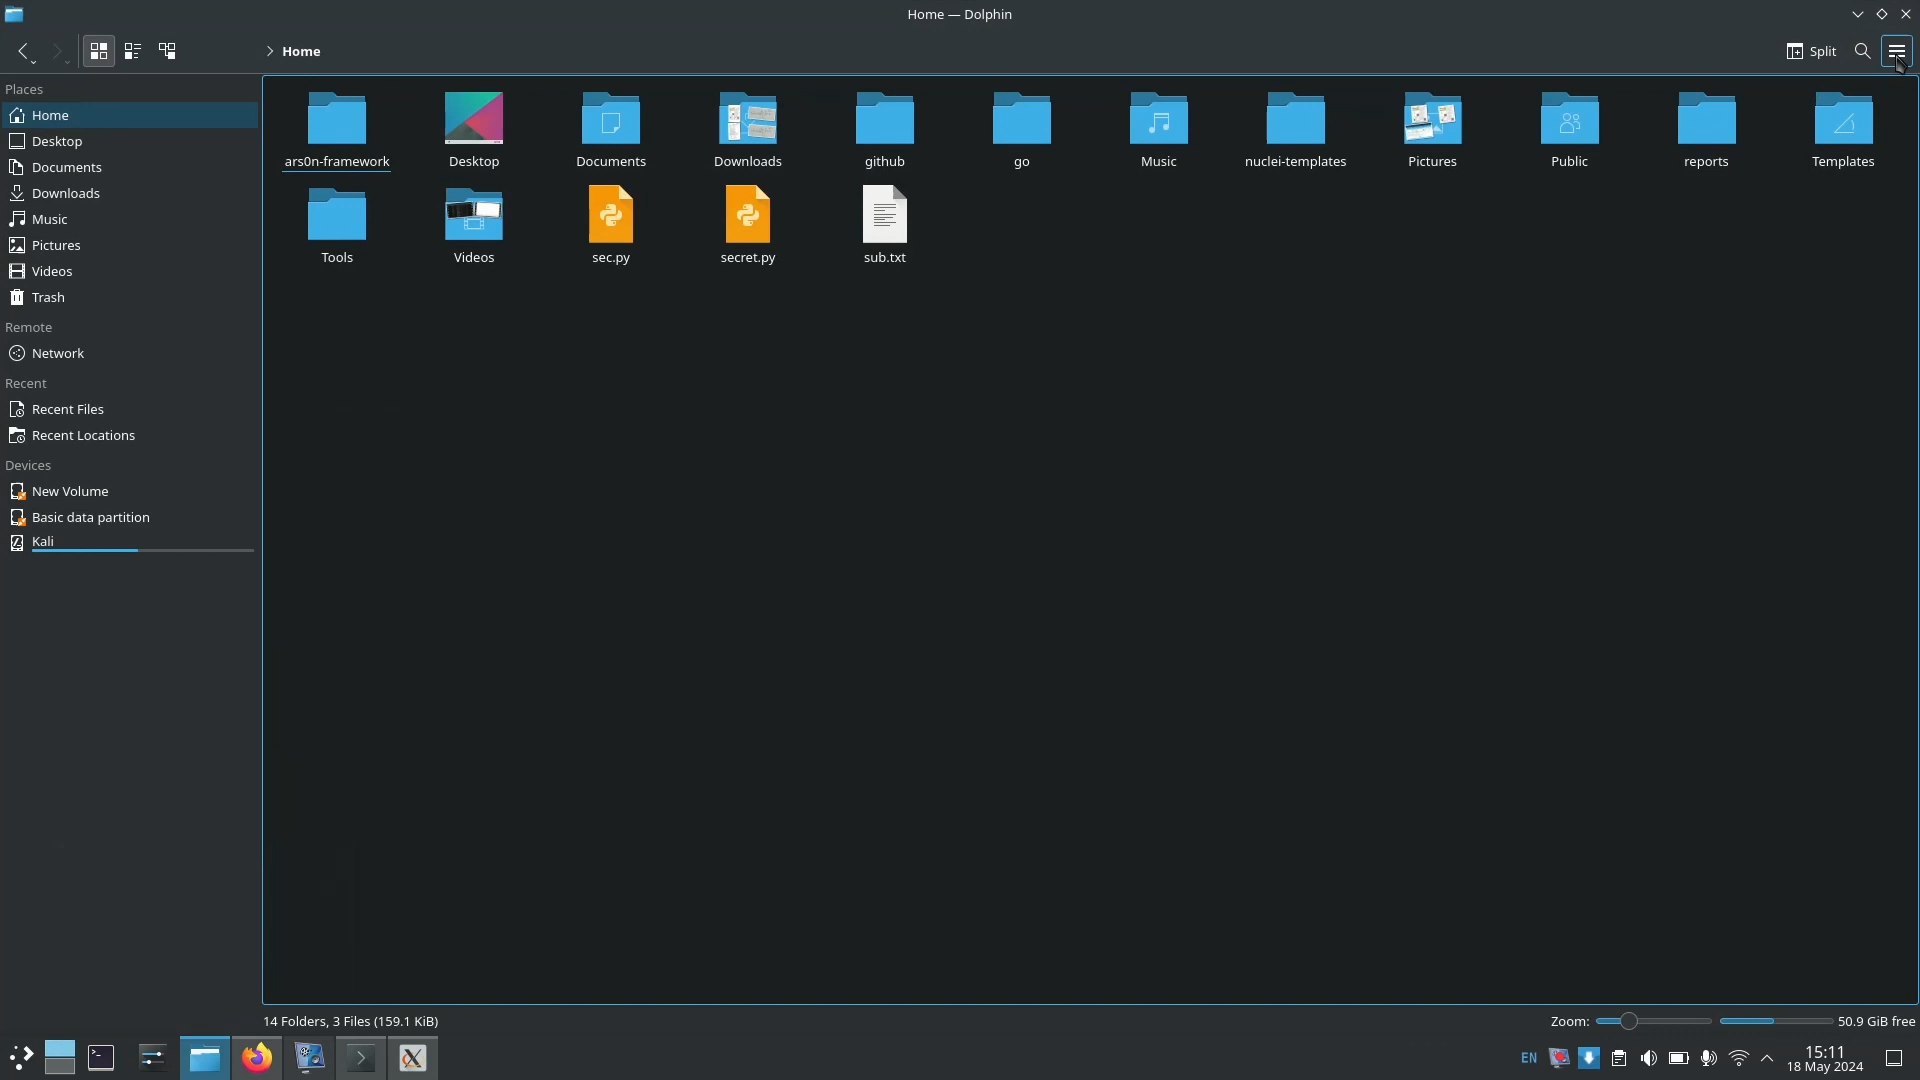 Home — Dolphin
Home
Split
Places
Home
Desktop
Documents
Downloads
Music
Pictures
Videos
Trash
Remote
Network
Recent
Recent Files
Recent Locations
Devices
New Volume
Basic data partition
Kali
ars0n-framework
Desktop
Documents
Downloads
github
go
Music
nuclei-templates
Pictures
Public
reports
Templates
Tools
Videos
sec.py
secret.py
sub.txt
14 Folders, 3 Files (159.1 KiB)
Zoom:
50.9 GiB free
EN
15:11
18 May 2024